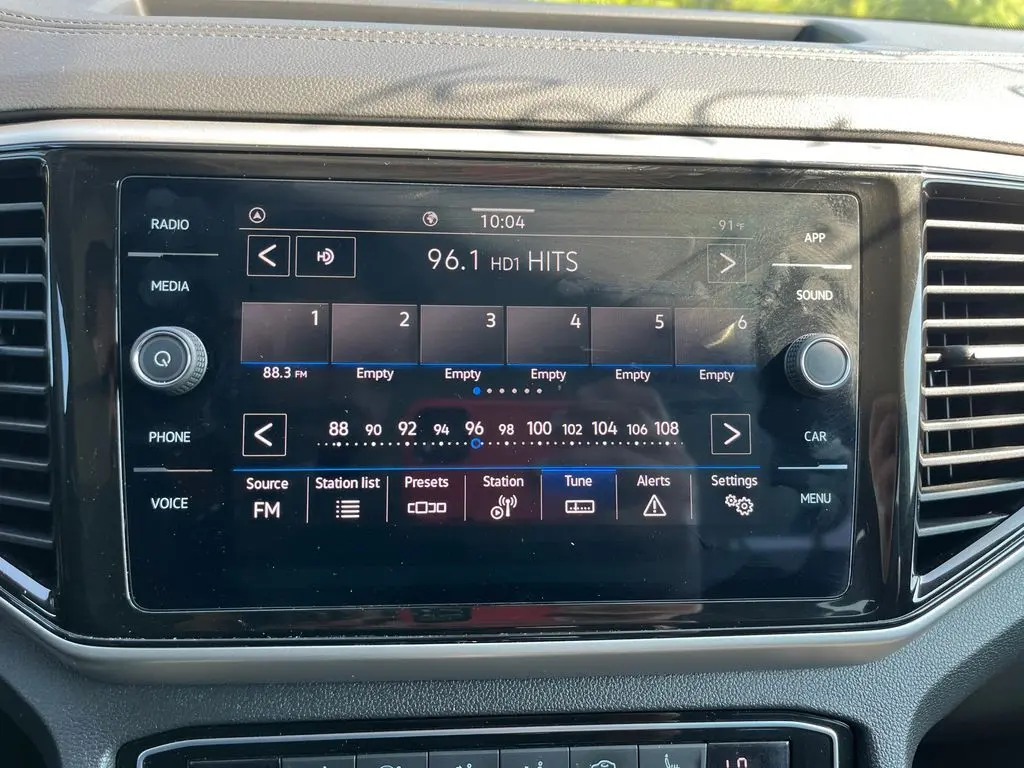 RADIO
MEDIA
PHONE
VOICE
10:04
91°F
HD
96.1 HD1 HITS
1 2 3 4 5 6
88.3 FM Empty Empty Empty Empty Empty
88 90 92 94 96 98 100 102 104 106 108
Source Station list Presets Station Tune Alerts Settings
FM
APP
SOUND
CAR
MENU